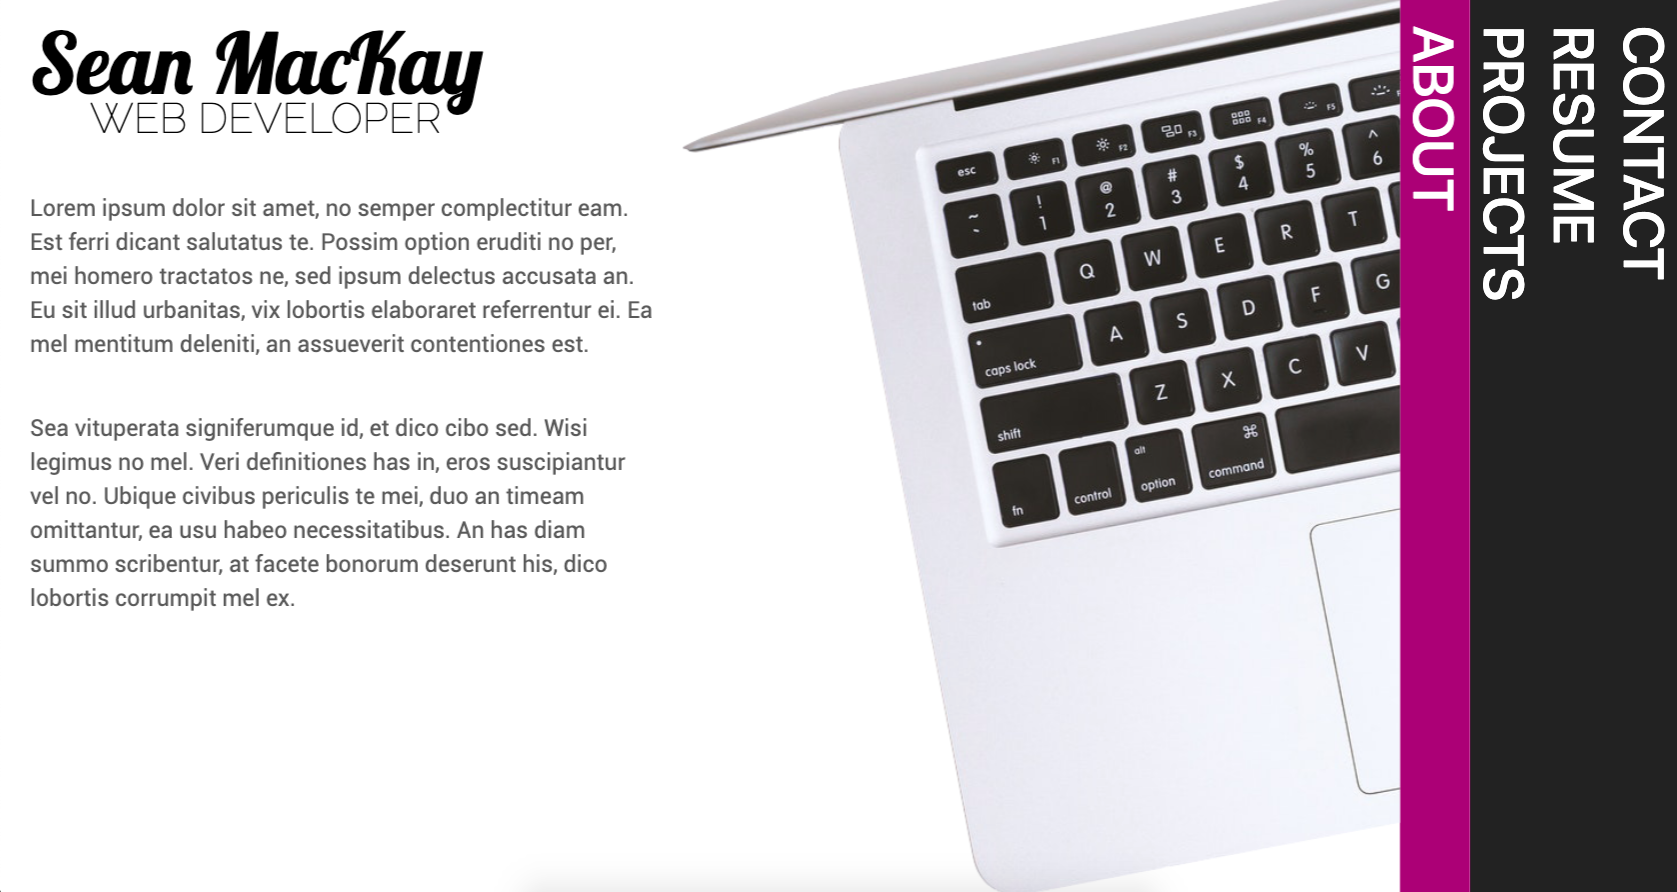 Sean MacKay
WEB DEVELOPER
Lorem ipsum dolor sit amet, no semper complectitur eam.
Est ferri dicant salutatus te. Possim option eruditi no per,
mei homero tractatos ne, sed ipsum delectus accusata an.
Eu sit illud urbanitas, vix lobortis elaboraret referrentur ei. Ea
mel mentitum deleniti, an assueverit contentiones est.
Sea vituperata signiferumque id, et dico cibo sed. Wisi
legimus no mel. Veri definitiones has in, eros suscipiantur
vel no. Ubique civibus periculis te mei, duo an timeam
omittantur, ea usu habeo necessitatibus. An has diam
summo scribentur, at facete bonorum deserunt his, dico
lobortis corrumpit mel ex.
esc F1 F2 F3 F4 F5
~ ` ! 1 @ 2 # 3 $ 4 % 5 ^ 6
tab Q W E R T
caps lock A S D F G
shift Z X C V
fn control alt option ⌘ command
ABOUT
PROJECTS
RESUME
CONTACT